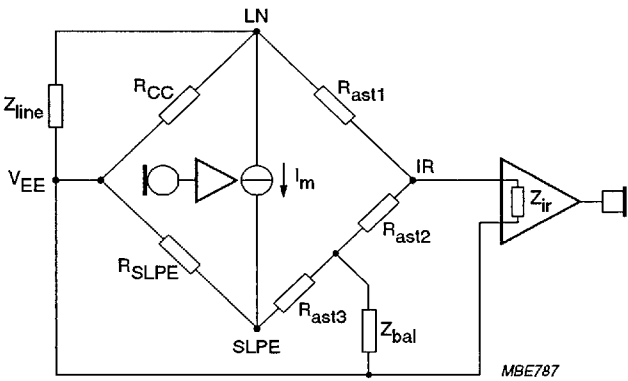 LN
R_CC
R_ast1
Z_line
V_EE
I_m
IR
Z_ir
R_ast2
R_SLPE
R_ast3
Z_bal
SLPE
MBE787